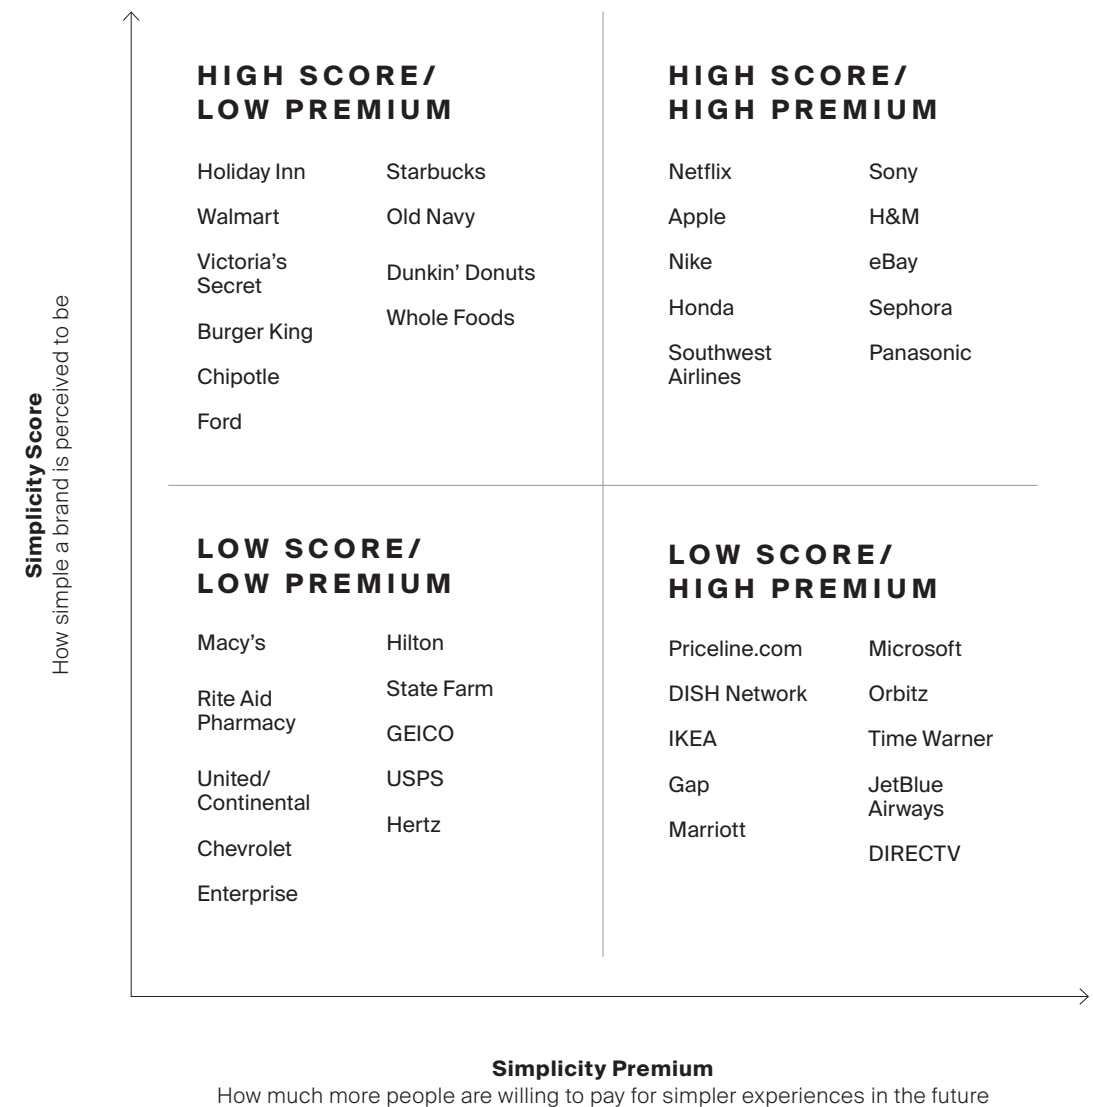 HIGH SCORE/
LOW PREMIUM
Holiday Inn
Walmart
Victoria’s
Secret
Burger King
Chipotle
Ford
Starbucks
Old Navy
Dunkin’ Donuts
Whole Foods
HIGH SCORE/
HIGH PREMIUM
Netflix
Apple
Nike
Honda
Southwest
Airlines
Sony
H&M
eBay
Sephora
Panasonic
Simplicity Score
How simple a brand is perceived to be
LOW SCORE/
LOW PREMIUM
Macy’s
Rite Aid
Pharmacy
United/
Continental
Chevrolet
Enterprise
Hilton
State Farm
GEICO
USPS
Hertz
LOW SCORE/
HIGH PREMIUM
Priceline.com
DISH Network
IKEA
Gap
Marriott
Microsoft
Orbitz
Time Warner
JetBlue
Airways
DIRECTV
Simplicity Premium
How much more people are willing to pay for simpler experiences in the future